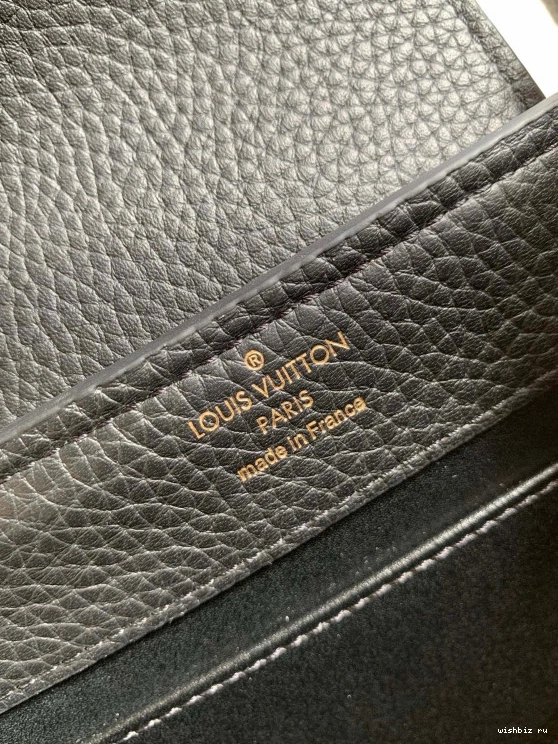 ®
LOUIS VUITTON
PARIS
made in France
wishbiz ru